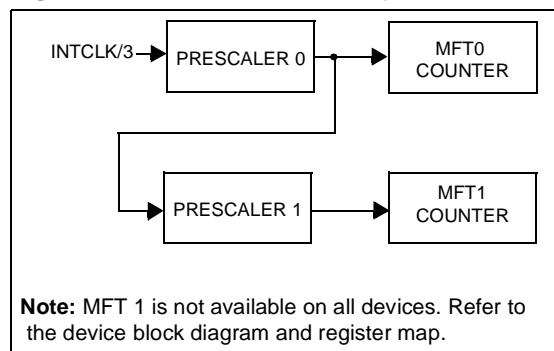 INTCLK/3
PRESCALER 0
MFT0
COUNTER
PRESCALER 1
MFT1
COUNTER
Note: MFT 1 is not available on all devices. Refer to
the device block diagram and register map.